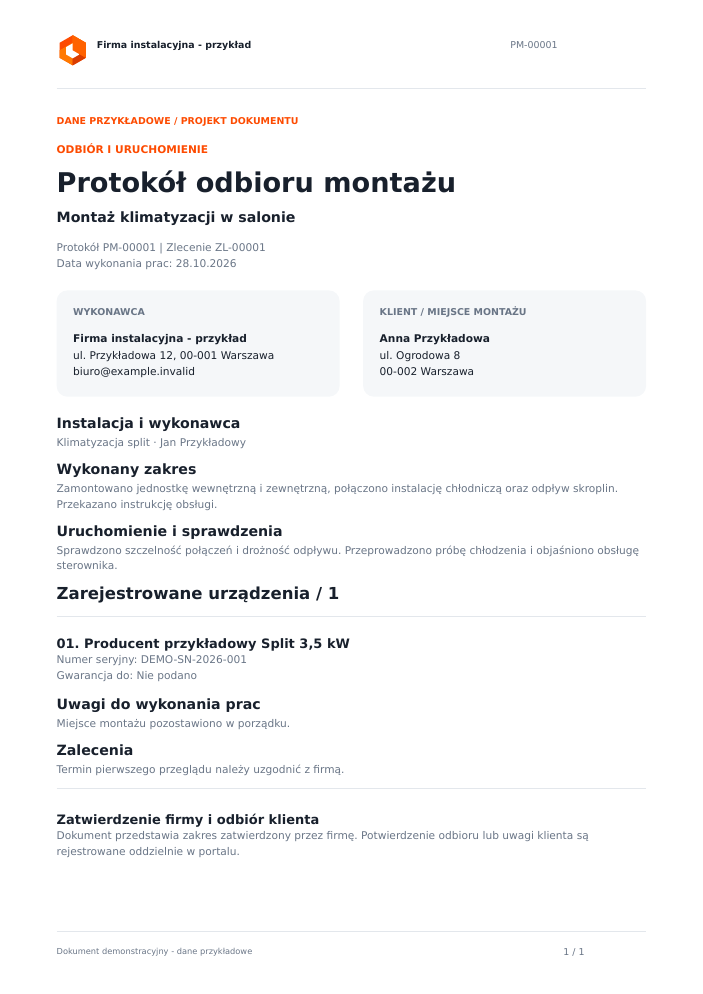 Firma instalacyjna - przykład
PM-00001
DANE PRZYKŁADOWE / PROJEKT DOKUMENTU
ODBIÓR I URUCHOMIENIE
Protokół odbioru montażu
Montaż klimatyzacji w salonie
Protokół PM-00001 | Zlecenie ZL-00001
Data wykonania prac: 28.10.2026
WYKONAWCA
Firma instalacyjna - przykład
ul. Przykładowa 12, 00-001 Warszawa
biuro@example.invalid
KLIENT / MIEJSCE MONTAŻU
Anna Przykładowa
ul. Ogrodowa 8
00-002 Warszawa
Instalacja i wykonawca
Klimatyzacja split · Jan Przykładowy
Wykonany zakres
Zamontowano jednostkę wewnętrzną i zewnętrzną, połączono instalację chłodniczą oraz odpływ skroplin.
Przekazano instrukcję obsługi.
Uruchomienie i sprawdzenia
Sprawdzono szczelność połączeń i drożność odpływu. Przeprowadzono próbę chłodzenia i objaśniono obsługę
sterownika.
Zarejestrowane urządzenia / 1
01. Producent przykładowy Split 3,5 kW
Numer seryjny: DEMO-SN-2026-001
Gwarancja do: Nie podano
Uwagi do wykonania prac
Miejsce montażu pozostawiono w porządku.
Zalecenia
Termin pierwszego przeglądu należy uzgodnić z firmą.
Zatwierdzenie firmy i odbiór klienta
Dokument przedstawia zakres zatwierdzony przez firmę. Potwierdzenie odbioru lub uwagi klienta są
rejestrowane oddzielnie w portalu.
Dokument demonstracyjny - dane przykładowe
1 / 1